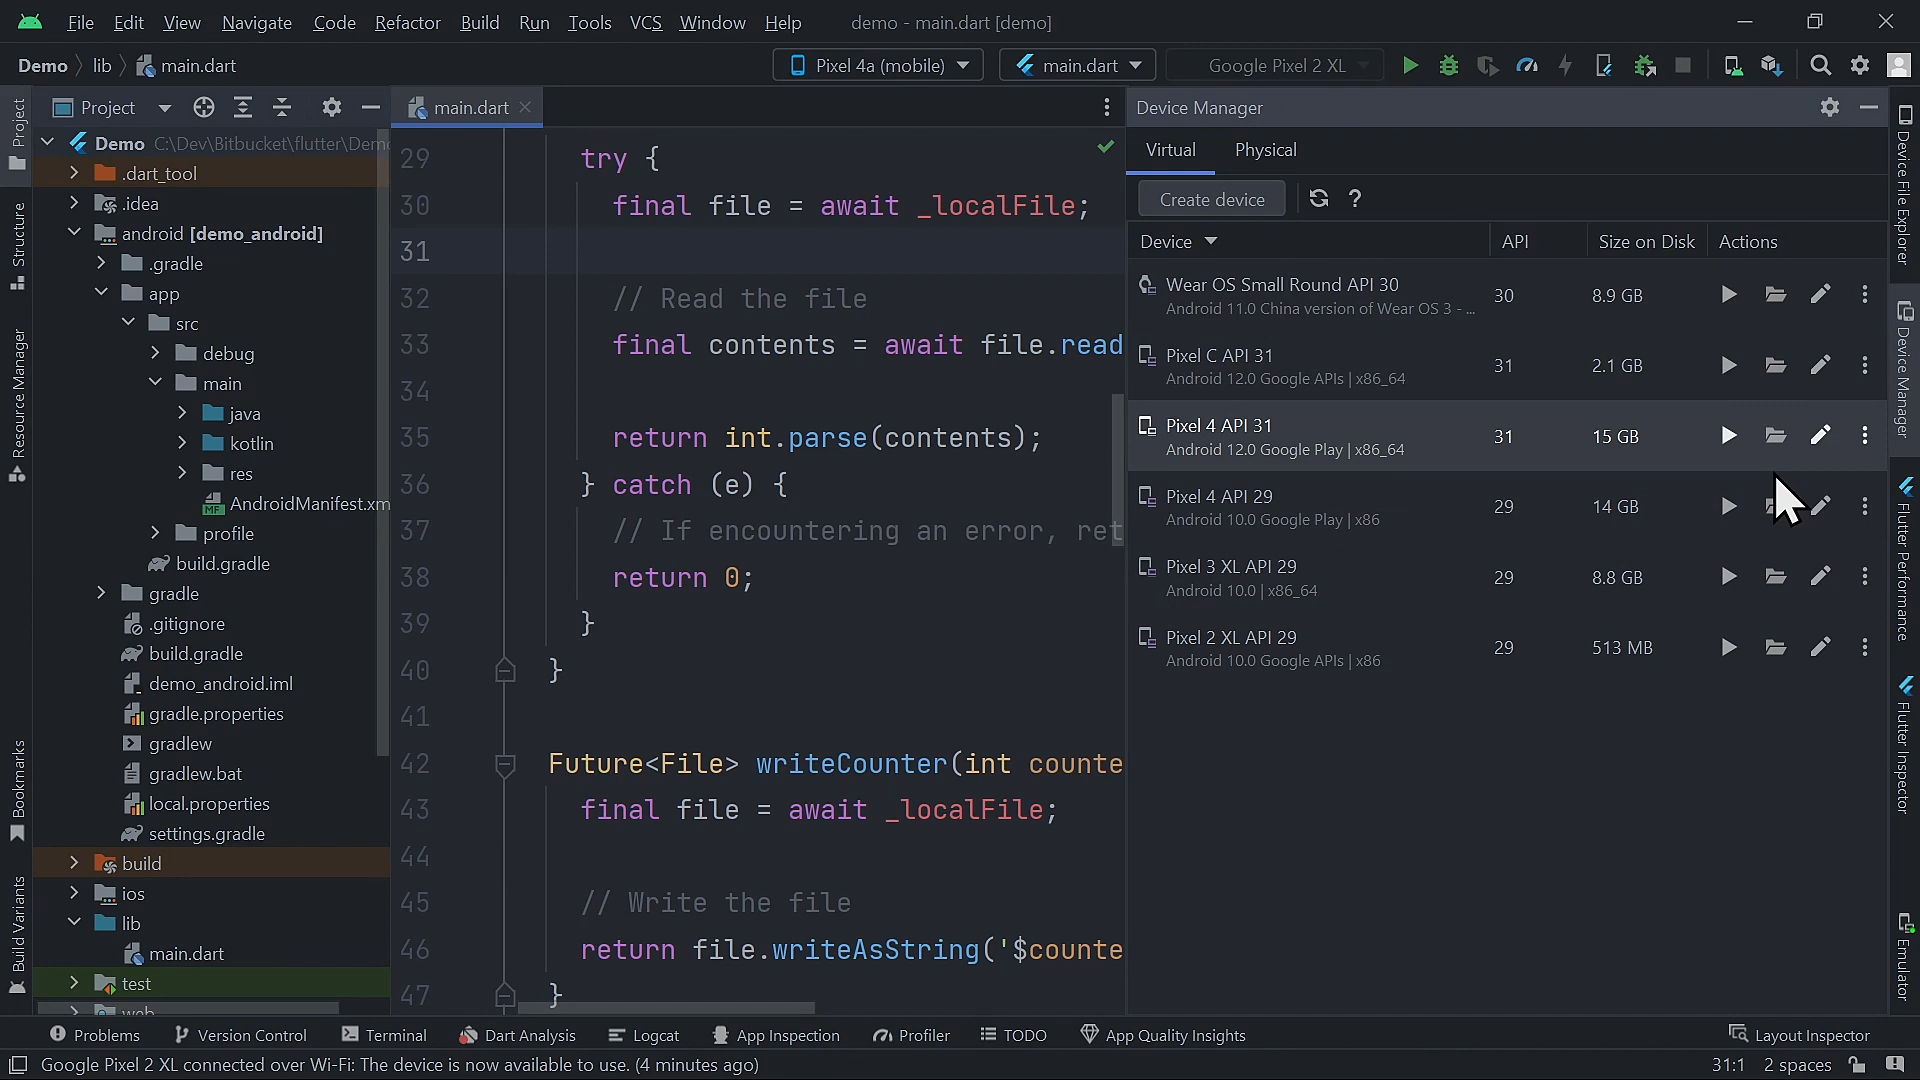 File Edit View Navigate Code Refactor Build Run Tools VCS Window Help demo - main.dart [demo]
Demo lib main.dart
Pixel 4a (mobile) main.dart Google Pixel 2 XL
Project
Structure
Resource Manager
Bookmarks
Build Variants
Project
Demo C:\Dev\Bitbucket\flutter\Dem
.dart_tool
.idea
android [demo_android]
.gradle
app
src
debug
main
java
kotlin
res
AndroidManifest.xm
profile
build.gradle
gradle
.gitignore
build.gradle
demo_android.iml
gradle.properties
gradlew
gradlew.bat
local.properties
settings.gradle
build
ios
lib
main.dart
test
web
main.dart
29 try {
30 final file = await _localFile;
31
32 // Read the file
33 final contents = await file.read
34
35 return int.parse(contents);
36 } catch (e) {
37 // If encountering an error, ret
38 return 0;
39 }
40 }
41
42 Future<File> writeCounter(int counte
43 final file = await _localFile;
44
45 // Write the file
46 return file.writeAsString('$counte
47 }
Device Manager
Virtual Physical
Create device ?
Device API Size on Disk Actions
Wear OS Small Round API 30 30 8.9 GB
Android 11.0 China version of Wear OS 3 - ...
Pixel C API 31 31 2.1 GB
Android 12.0 Google APIs | x86_64
Pixel 4 API 31 31 15 GB
Android 12.0 Google Play | x86_64
Pixel 4 API 29 29 14 GB
Android 10.0 Google Play | x86
Pixel 3 XL API 29 29 8.8 GB
Android 10.0 | x86_64
Pixel 2 XL API 29 29 513 MB
Android 10.0 Google APIs | x86
Device File Explorer
Device Manager
Flutter Performance
Flutter Inspector
Emulator
Problems Version Control Terminal Dart Analysis Logcat App Inspection Profiler TODO App Quality Insights Layout Inspector
Google Pixel 2 XL connected over Wi-Fi: The device is now available to use. (4 minutes ago) 31:1 2 spaces